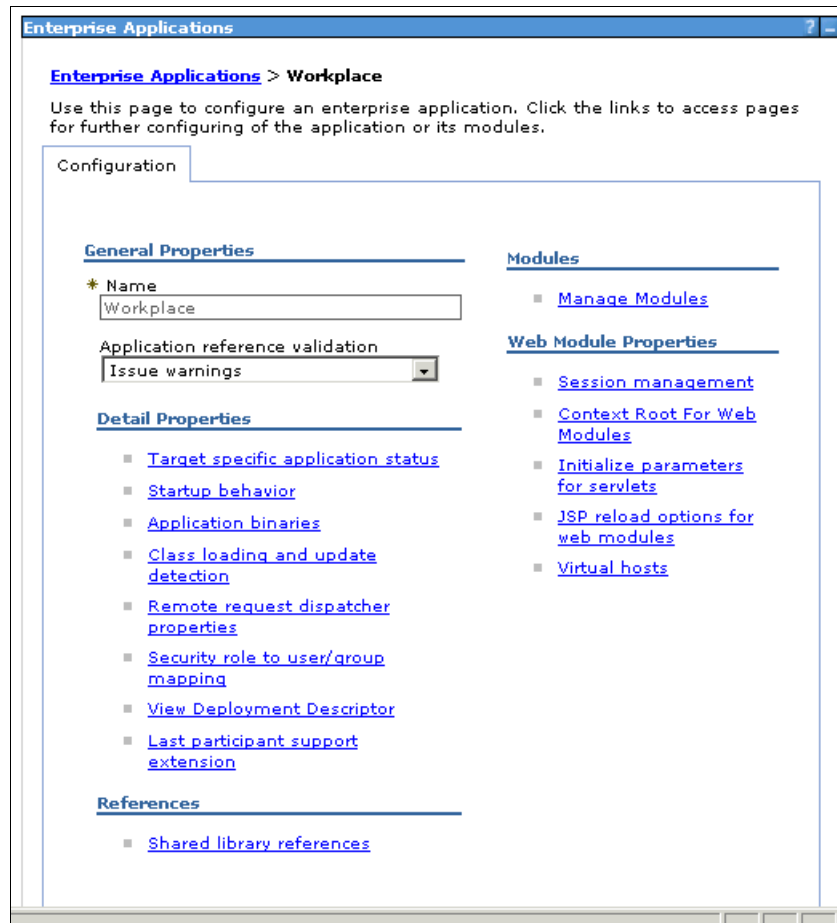 Enterprise Applications ?
Enterprise Applications > Workplace
Use this page to configure an enterprise application. Click the links to access pages
for further configuring of the application or its modules.
Configuration
General Properties
* Name
Workplace
Application reference validation
Issue warnings
Detail Properties
Target specific application status
Startup behavior
Application binaries
Class loading and update
detection
Remote request dispatcher
properties
Security role to user/group
mapping
View Deployment Descriptor
Last participant support
extension
References
Shared library references
Modules
Manage Modules
Web Module Properties
Session management
Context Root For Web
Modules
Initialize parameters
for servlets
JSP reload options for
web modules
Virtual hosts